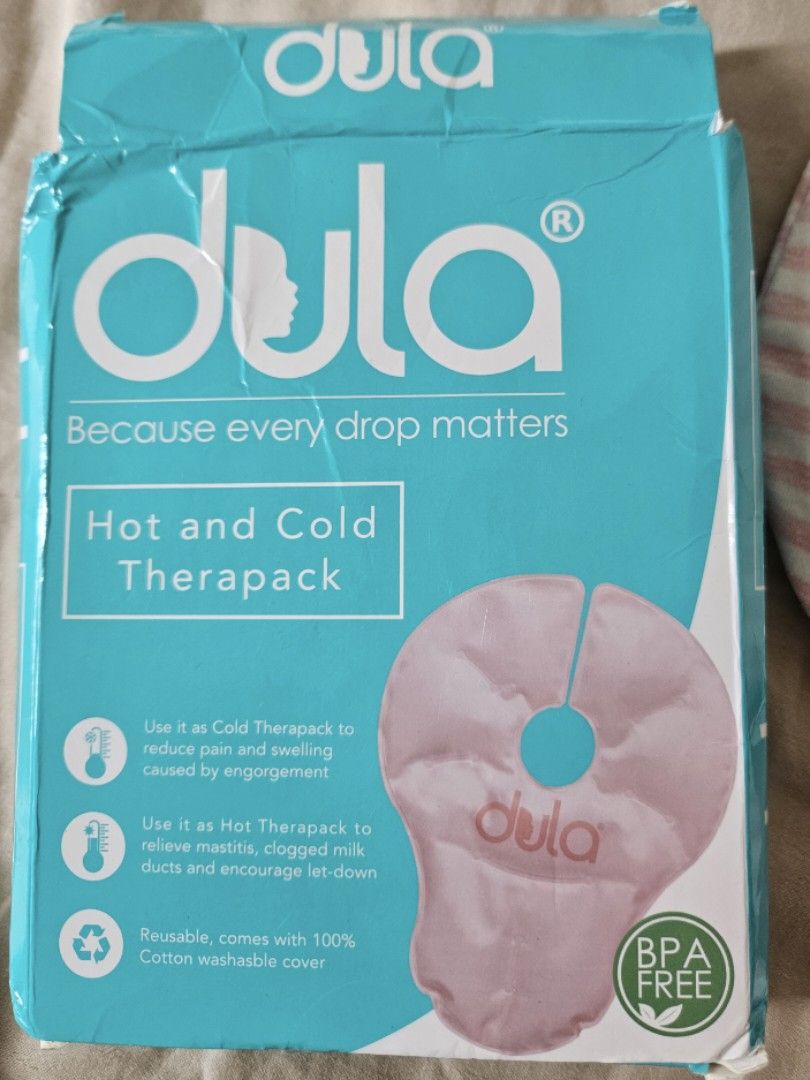 dula®
dula®
Because every drop matters
Hot and Cold
Therapack
Use it as Cold Therapack to
reduce pain and swelling
caused by engorgement
Use it as Hot Therapack to
relieve mastitis, clogged milk
ducts and encourage let-down
Reusable, comes with 100%
Cotton washasble cover
dula
BPA
FREE